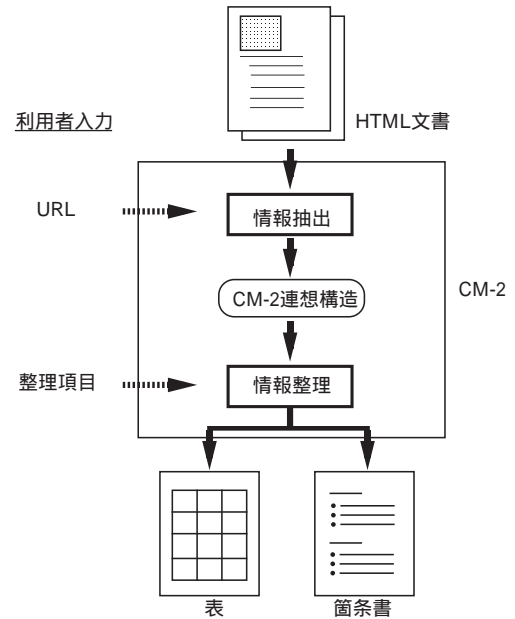 利用者入力
HTML文書
URL
情報抽出
CM-2連想構造
CM-2
整理項目
情報整理
表
箇条書